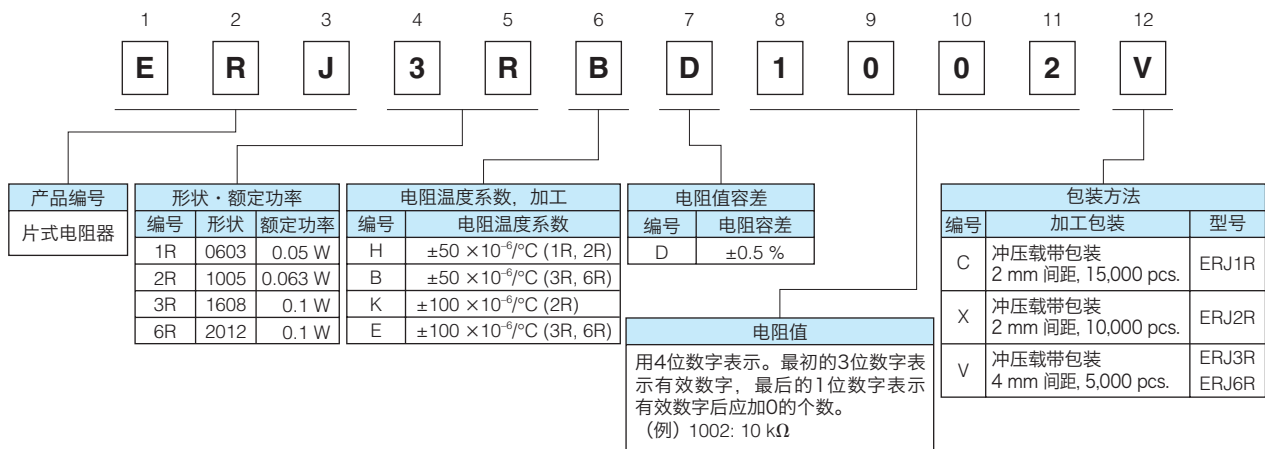 1 2 3 4 5 6 7 8 9 10 11 12
E R J 3 R B D 1 0 0 2 V
产品编号
片式电阻器
形状・额定功率
编号 形状 额定功率
1R 0603 0.05 W
2R 1005 0.063 W
3R 1608 0.1 W
6R 2012 0.1 W
电阻温度系数，加工
编号 电阻温度系数
H ±50 ×10⁻⁶/°C (1R, 2R)
B ±50 ×10⁻⁶/°C (3R, 6R)
K ±100 ×10⁻⁶/°C (2R)
E ±100 ×10⁻⁶/°C (3R, 6R)
电阻值容差
编号 电阻容差
D ±0.5 %
电阻值
用4位数字表示。最初的3位数字表
示有效数字，最后的1位数字表示
有效数字后应加0的个数。
（例）1002: 10 kΩ
包装方法
编号 加工包装 型号
C 冲压载带包装
2 mm 间距, 15,000 pcs. ERJ1R
X 冲压载带包装
2 mm 间距, 10,000 pcs. ERJ2R
V 冲压载带包装 ERJ3R
4 mm 间距, 5,000 pcs. ERJ6R